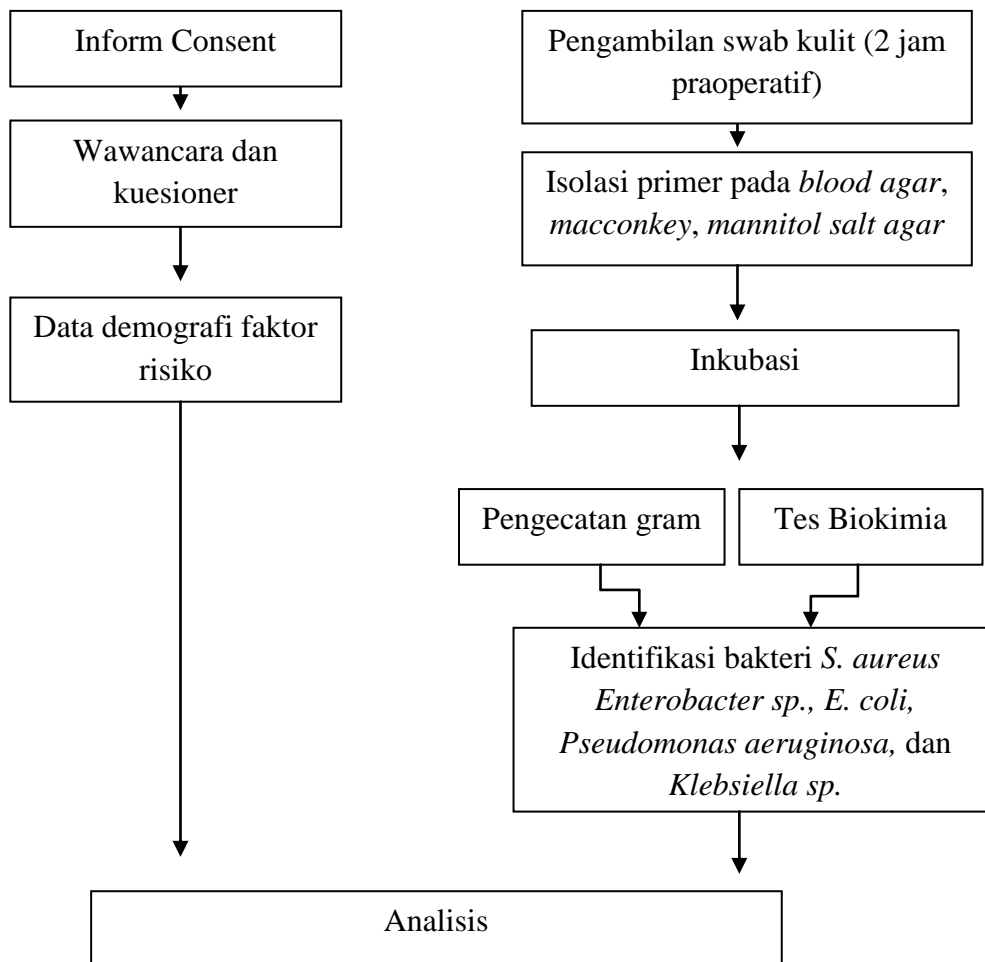 Inform Consent
Wawancara dan
kuesioner
Data demografi faktor
risiko
Pengambilan swab kulit (2 jam
praoperatif)
Isolasi primer pada blood agar,
macconkey, mannitol salt agar
Inkubasi
Pengecatan gram
Tes Biokimia
Identifikasi bakteri S. aureus
Enterobacter sp., E. coli,
Pseudomonas aeruginosa, dan
Klebsiella sp.
Analisis